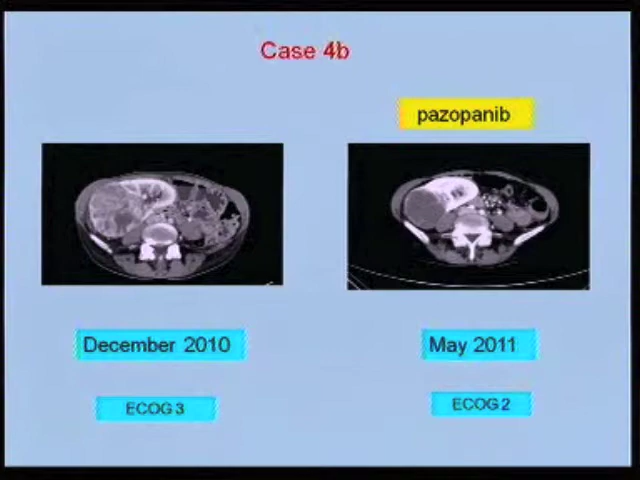 Case 4b
pazopanib
December 2010
May 2011
ECOG 3
ECOG 2